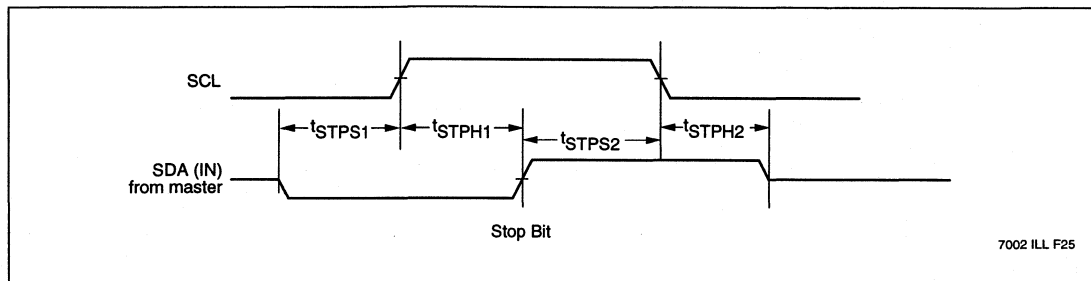 SCL
tSTPS1
tSTPH1
tSTPS2
tSTPH2
SDA (IN)
from master
Stop Bit
7002 ILL F25